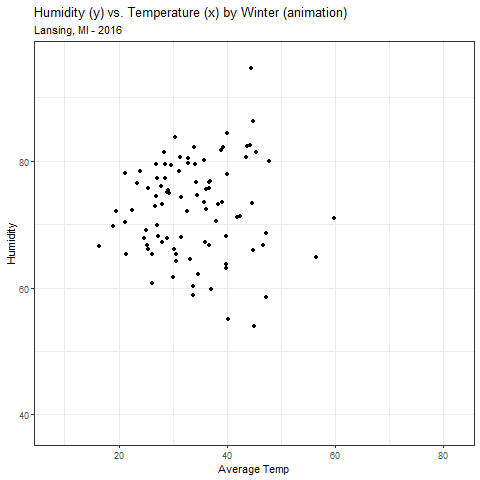 Humidity (y) vs. Temperature (x) by Winter (animation)
Lansing, MI - 2016
80
60
40
Humidity
20 40 60 80
Average Temp